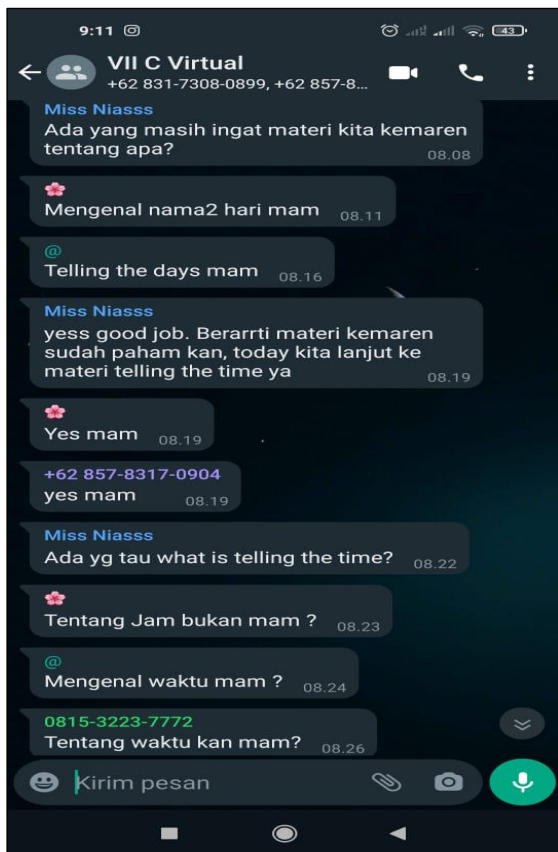 9:11
43
VII C Virtual
+62 831-7308-0899, +62 857-8...
Miss Niasss
Ada yang masih ingat materi kita kemaren
tentang apa?
08.08
🌸
Mengenal nama2 hari mam 08.11
@
Telling the days mam 08.16
Miss Niasss
yess good job. Berarrti materi kemaren
sudah paham kan, today kita lanjut ke
materi telling the time ya
08.19
🌸
Yes mam 08.19
+62 857-8317-0904
yes mam 08.19
Miss Niasss
Ada yg tau what is telling the time? 08.22
🌸
Tentang Jam bukan mam ? 08.23
@
Mengenal waktu mam ? 08.24
0815-3223-7772
Tentang waktu kan mam? 08.26
Kirim pesan